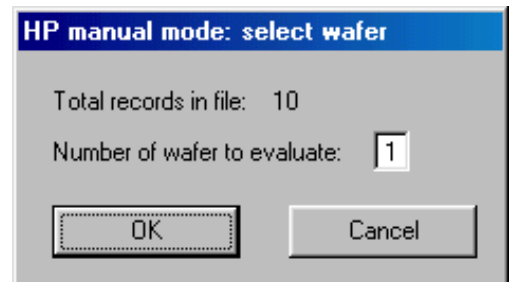 HP manual mode: select wafer
Total records in file: 10
Number of wafer to evaluate: 1
OK Cancel